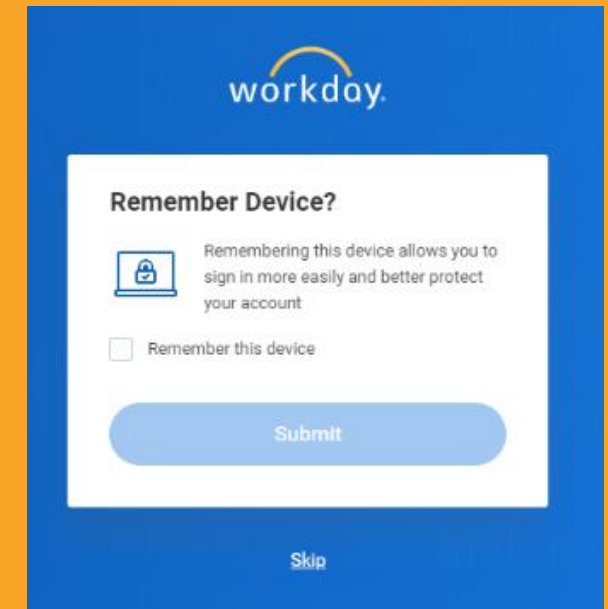 workday.
Remember Device?
Remembering this device allows you to
sign in more easily and better protect
your account
Remember this device
Submit
Skip